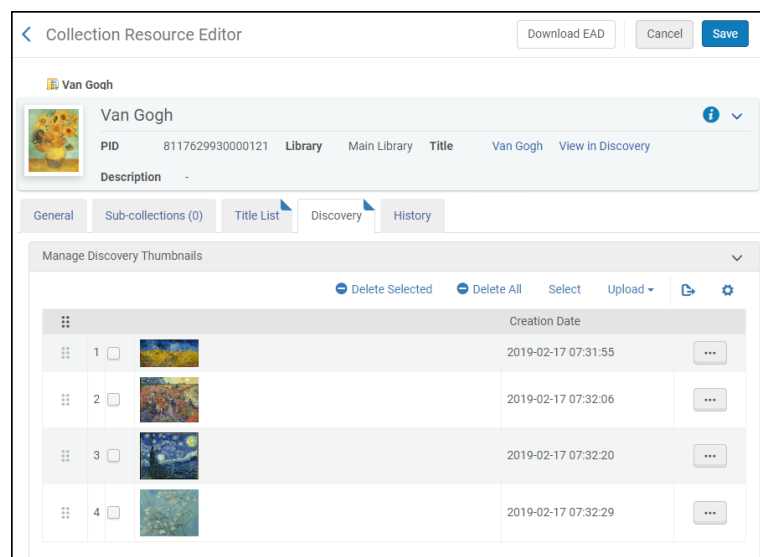 Collection Resource Editor Download EAD Cancel Save
Van Gogh
Van Gogh
PID 8117629930000121 Library Main Library Title Van Gogh View in Discovery
Description -
General Sub-collections (0) Title List Discovery History
Manage Discovery Thumbnails
Delete Selected Delete All Select Upload
Creation Date
1 2019-02-17 07:31:55
2 2019-02-17 07:32:06
3 2019-02-17 07:32:20
4 2019-02-17 07:32:29